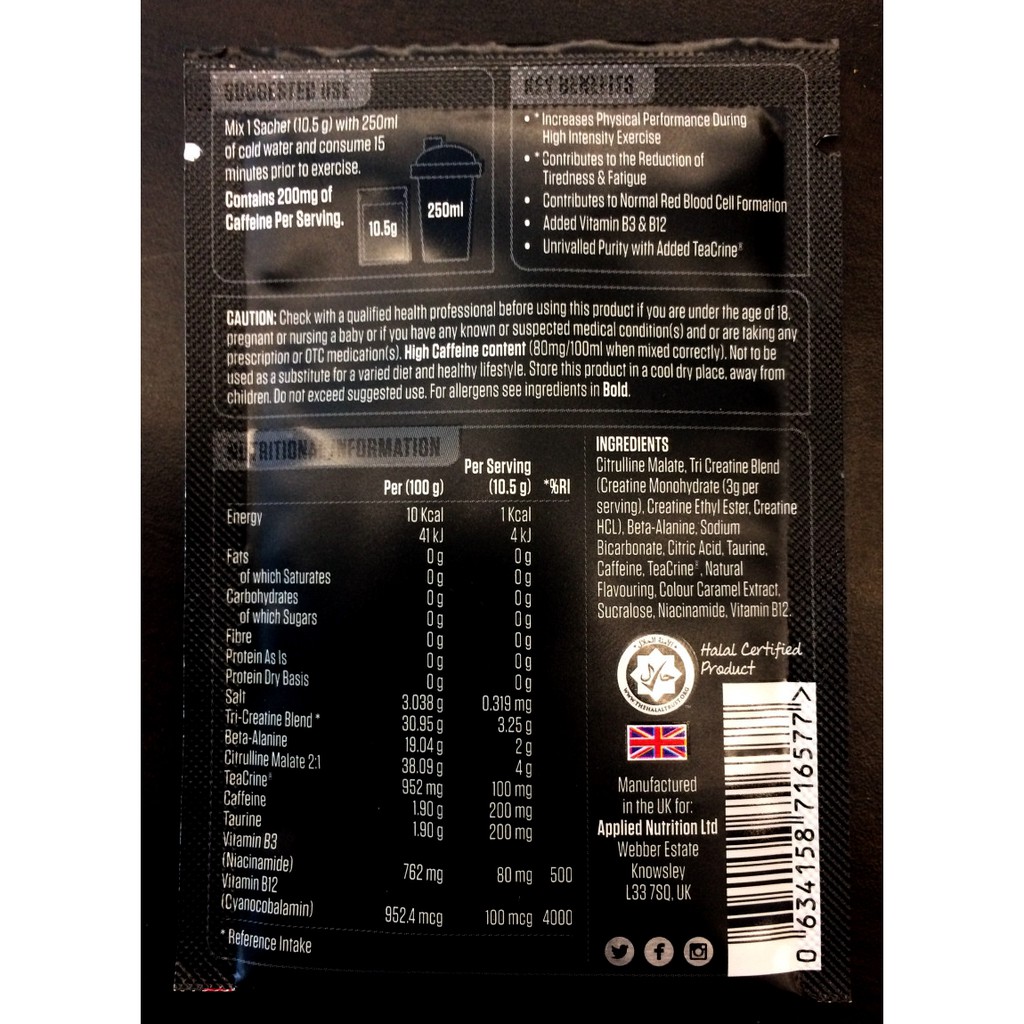 SUGGESTED USE
Mix 1 Sachet (10.5 g) with 250ml
of cold water and consume 15
minutes prior to exercise.
Contains 200mg of
Caffeine Per Serving.
10.5g
250ml
KEY BENEFITS
• * Increases Physical Performance During
High Intensity Exercise
• * Contributes to the Reduction of
Tiredness & Fatigue
• Contributes to Normal Red Blood Cell Formation
• Added Vitamin B3 & B12
• Unrivalled Purity with Added TeaCrine®
CAUTION: Check with a qualified health professional before using this product if you are under the age of 18,
pregnant or nursing a baby or if you have any known or suspected medical condition(s) and or are taking any
prescription or OTC medication(s). High Caffeine content (80mg/100ml when mixed correctly). Not to be
used as a substitute for a varied diet and healthy lifestyle. Store this product in a cool dry place, away from
children. Do not exceed suggested use. For allergens see ingredients in Bold.
NUTRITIONAL INFORMATION
Per (100 g) Per Serving (10.5 g) *%RI
Energy 10 Kcal 1 Kcal
41 kJ 4 kJ
Fats 0 g 0 g
of which Saturates 0 g 0 g
Carbohydrates 0 g 0 g
of which Sugars 0 g 0 g
Fibre 0 g 0 g
Protein As Is 0 g 0 g
Protein Dry Basis 0 g 0 g
Salt 3.038 g 0.319 mg
Tri-Creatine Blend * 30.95 g 3.25 g
Beta-Alanine 19.04 g 2 g
Citrulline Malate 2:1 38.09 g 4 g
TeaCrine® 952 mg 100 mg
Caffeine 1.90 g 200 mg
Taurine 1.90 g 200 mg
Vitamin B3
(Niacinamide) 762 mg 80 mg 500
Vitamin B12
(Cyanocobalamin) 952.4 mcg 100 mcg 4000
* Reference Intake
INGREDIENTS
Citrulline Malate, Tri Creatine Blend
(Creatine Monohydrate (3g per
serving), Creatine Ethyl Ester, Creatine
HCL), Beta-Alanine, Sodium
Bicarbonate, Citric Acid, Taurine,
Caffeine, TeaCrine®, Natural
Flavouring, Colour Caramel Extract,
Sucralose, Niacinamide, Vitamin B12.
حلال
WWW.THEHALALTRUST.ORG
Halal Certified
Product
Manufactured
in the UK for:
Applied Nutrition Ltd
Webber Estate
Knowsley
L33 7SQ, UK
0 634158 716577 >